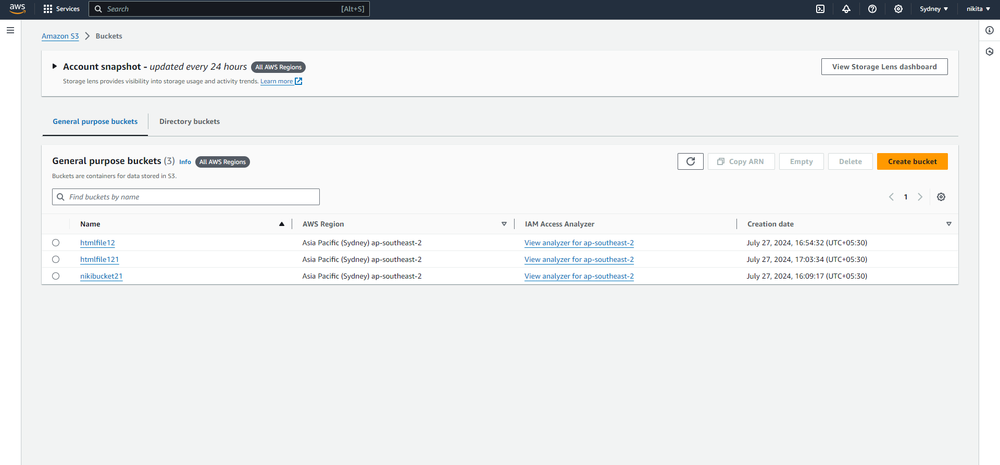 aws Services Search [Alt+S] Sydney nikita
Amazon S3 Buckets
Account snapshot - updated every 24 hours All AWS Regions View Storage Lens dashboard
Storage lens provides visibility into storage usage and activity trends. Learn more
General purpose buckets Directory buckets
General purpose buckets (3) Info All AWS Regions Copy ARN Empty Delete Create bucket
Buckets are containers for data stored in S3.
Find buckets by name 1
Name AWS Region IAM Access Analyzer Creation date
htmlfile12 Asia Pacific (Sydney) ap-southeast-2 View analyzer for ap-southeast-2 July 27, 2024, 16:54:32 (UTC+05:30)
htmlfile121 Asia Pacific (Sydney) ap-southeast-2 View analyzer for ap-southeast-2 July 27, 2024, 17:03:34 (UTC+05:30)
nikibucket21 Asia Pacific (Sydney) ap-southeast-2 View analyzer for ap-southeast-2 July 27, 2024, 16:09:17 (UTC+05:30)